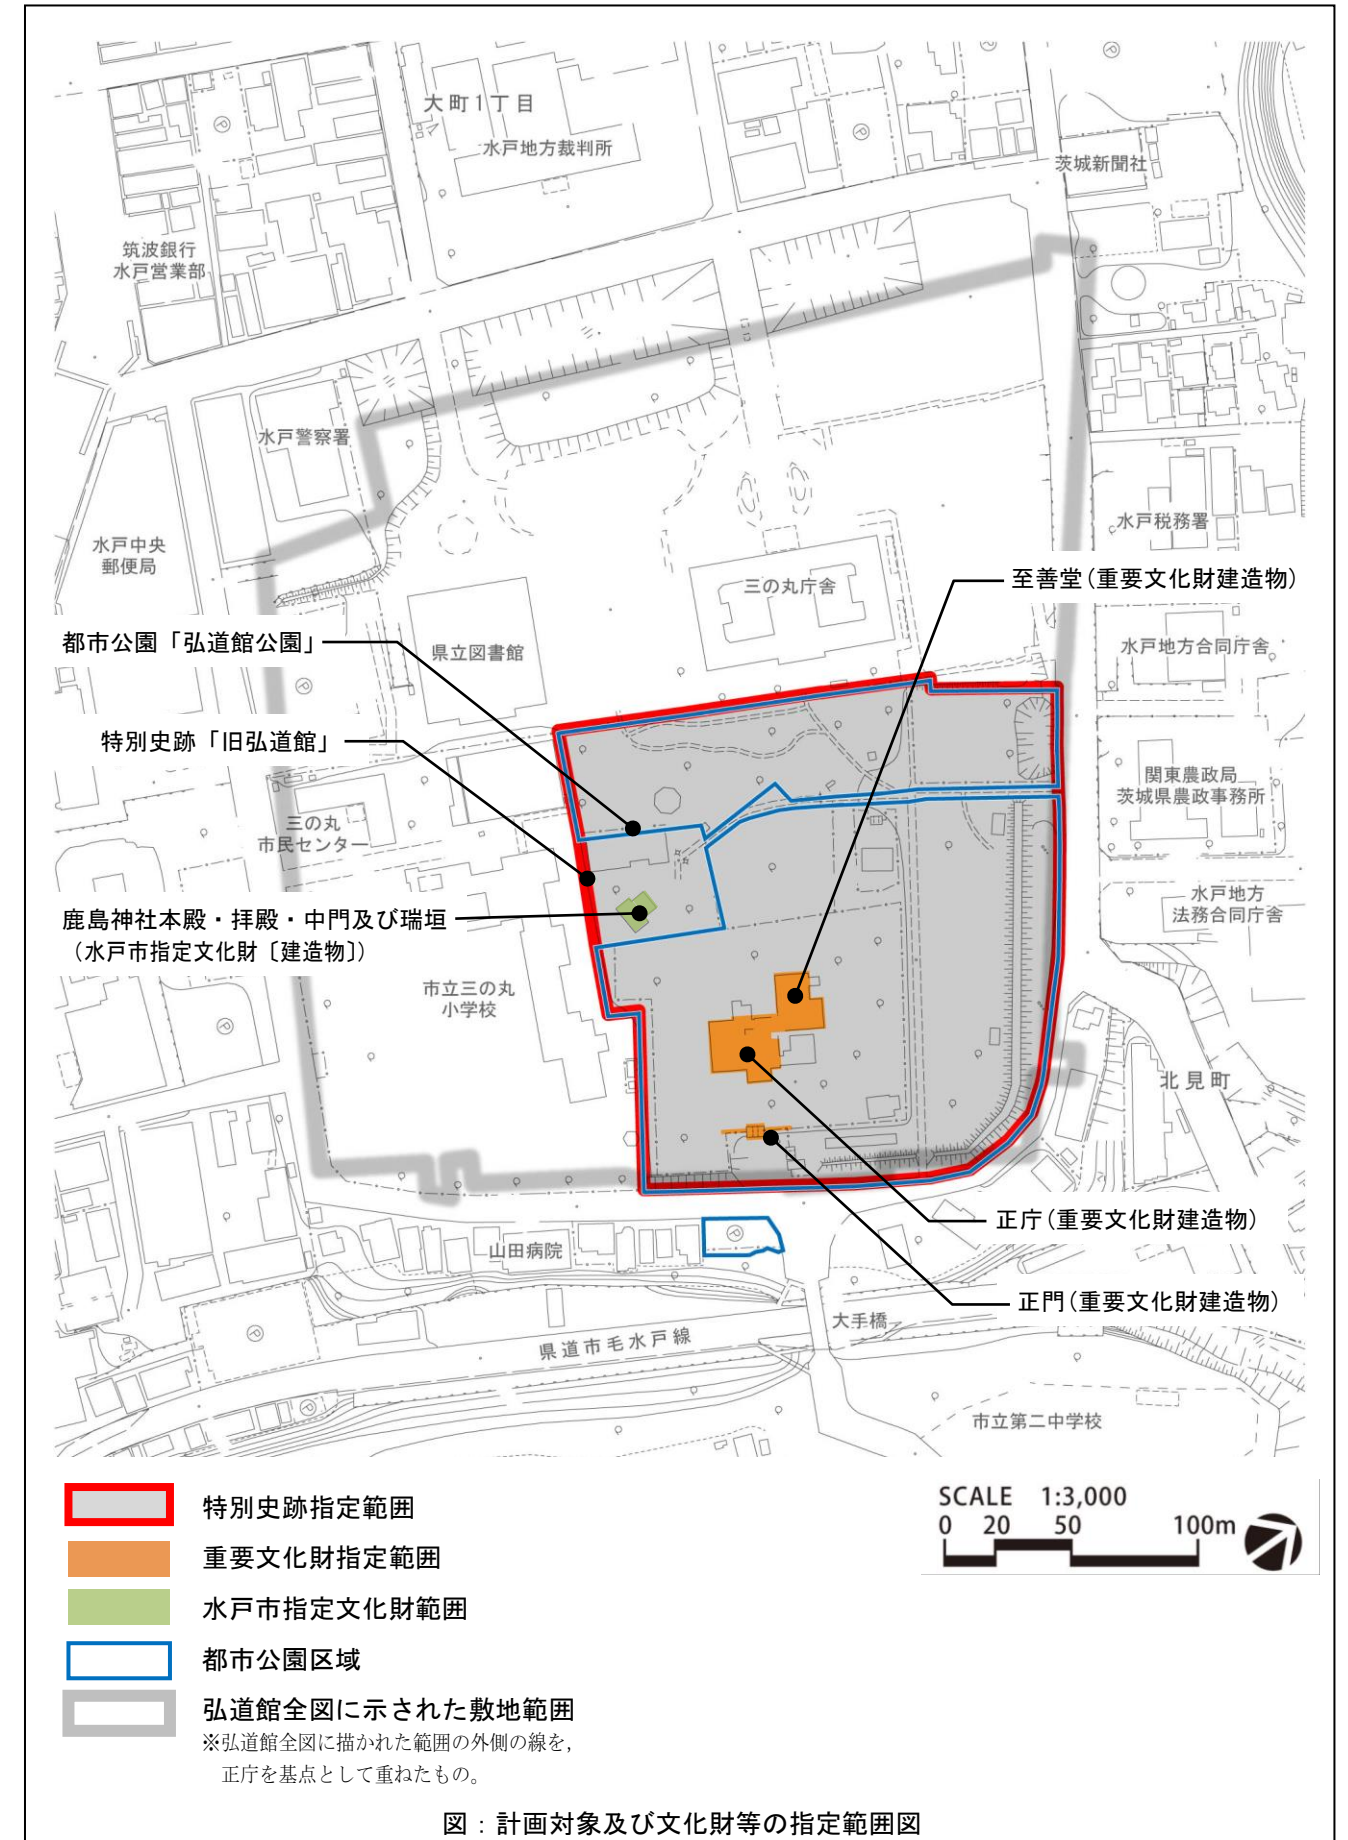 大町1丁目
水戸地方裁判所
茨城新聞社
筑波銀行
水戸営業部
水戸警察署
水戸中央
郵便局
水戸税務署
三の丸庁舎
至善堂(重要文化財建造物)
都市公園「弘道館公園」
県立図書館
水戸地方合同庁舎
特別史跡「旧弘道館」
関東農政局
茨城県農政事務所
三の丸
市民センター
水戸地方
法務合同庁舎
鹿島神社本殿・拝殿・中門及び瑞垣
(水戸市指定文化財〔建造物〕)
市立三の丸
小学校
北見町
正庁(重要文化財建造物)
山田病院
正門(重要文化財建造物)
大手橋
県道市毛水戸線
市立第二中学校
特別史跡指定範囲
重要文化財指定範囲
水戸市指定文化財範囲
都市公園区域
弘道館全図に示された敷地範囲
※弘道館全図に描かれた範囲の外側の線を,
正庁を基点として重ねたもの。
SCALE 1:3,000
0 20 50 100m
図：計画対象及び文化財等の指定範囲図